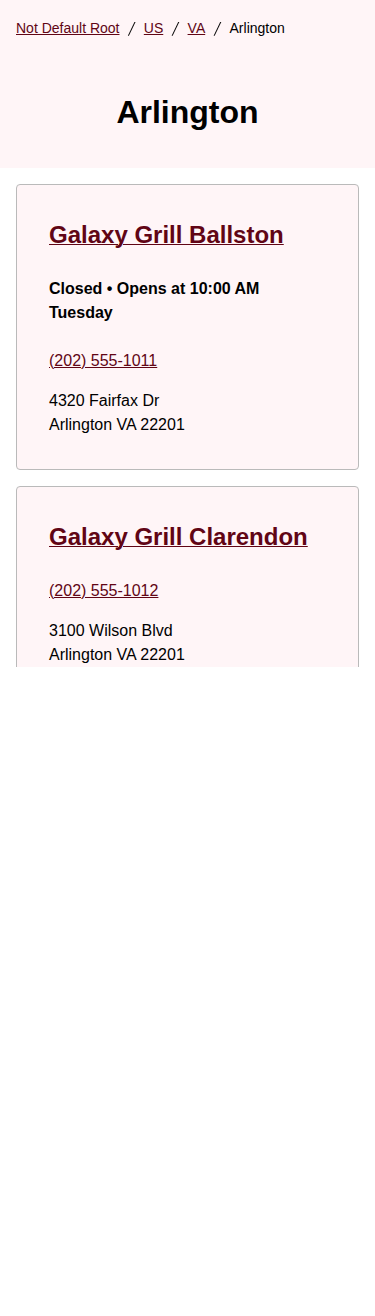 Not Default Root / US / VA / Arlington
Arlington
Galaxy Grill Ballston
Closed • Opens at 10:00 AM
Tuesday
(202) 555-1011
4320 Fairfax Dr
Arlington VA 22201
Galaxy Grill Clarendon
(202) 555-1012
3100 Wilson Blvd
Arlington VA 22201